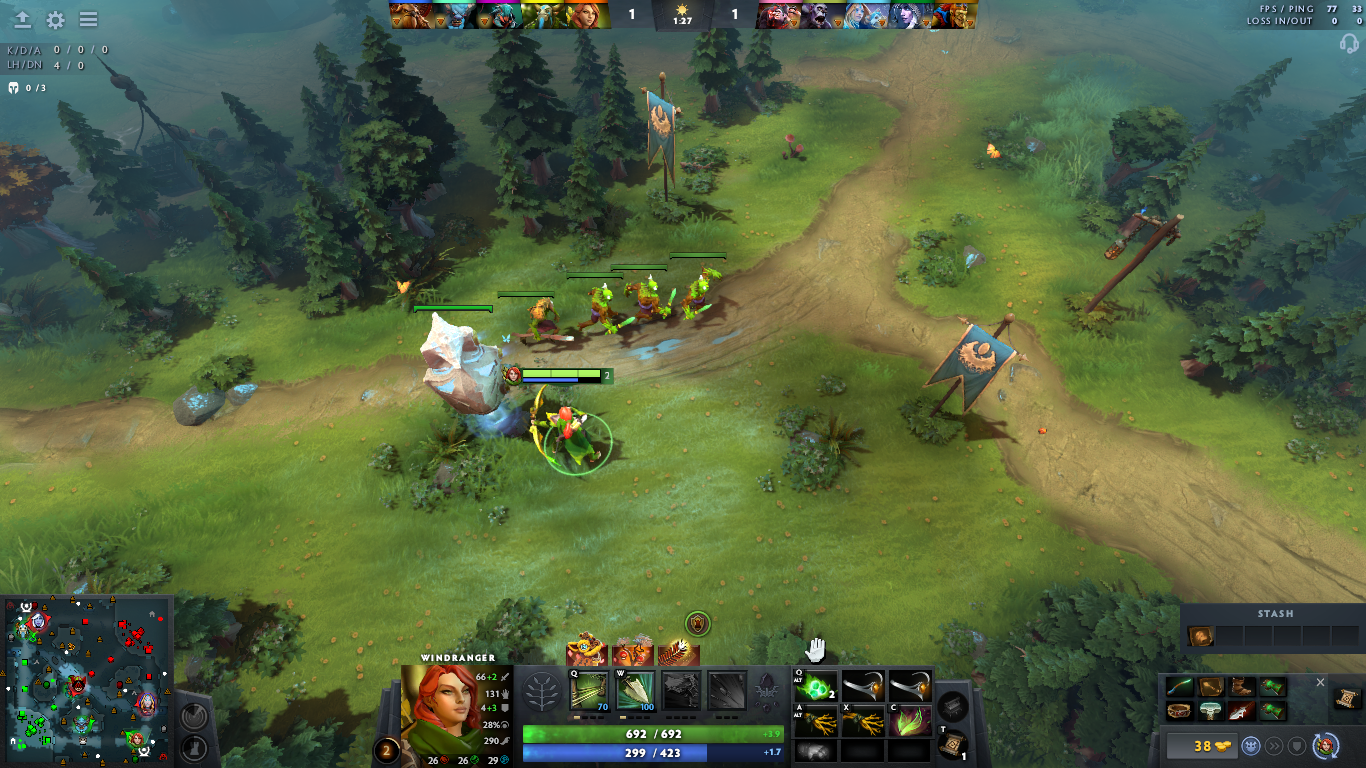 1
1:27
1
FPS / PING 77 33
LOSS IN/OUT 0 0
K/D/A 0 / 0 / 0
LH/DN 4 / 0
0 / 3
2
STASH
WINDRANGER
66+2
131
4+3
28%
290
2
26 26 29
Q 70
W 100
692 / 692 +3.9
299 / 423 +1.7
Q
ALT
2
A
ALT
X
C
T
1
38